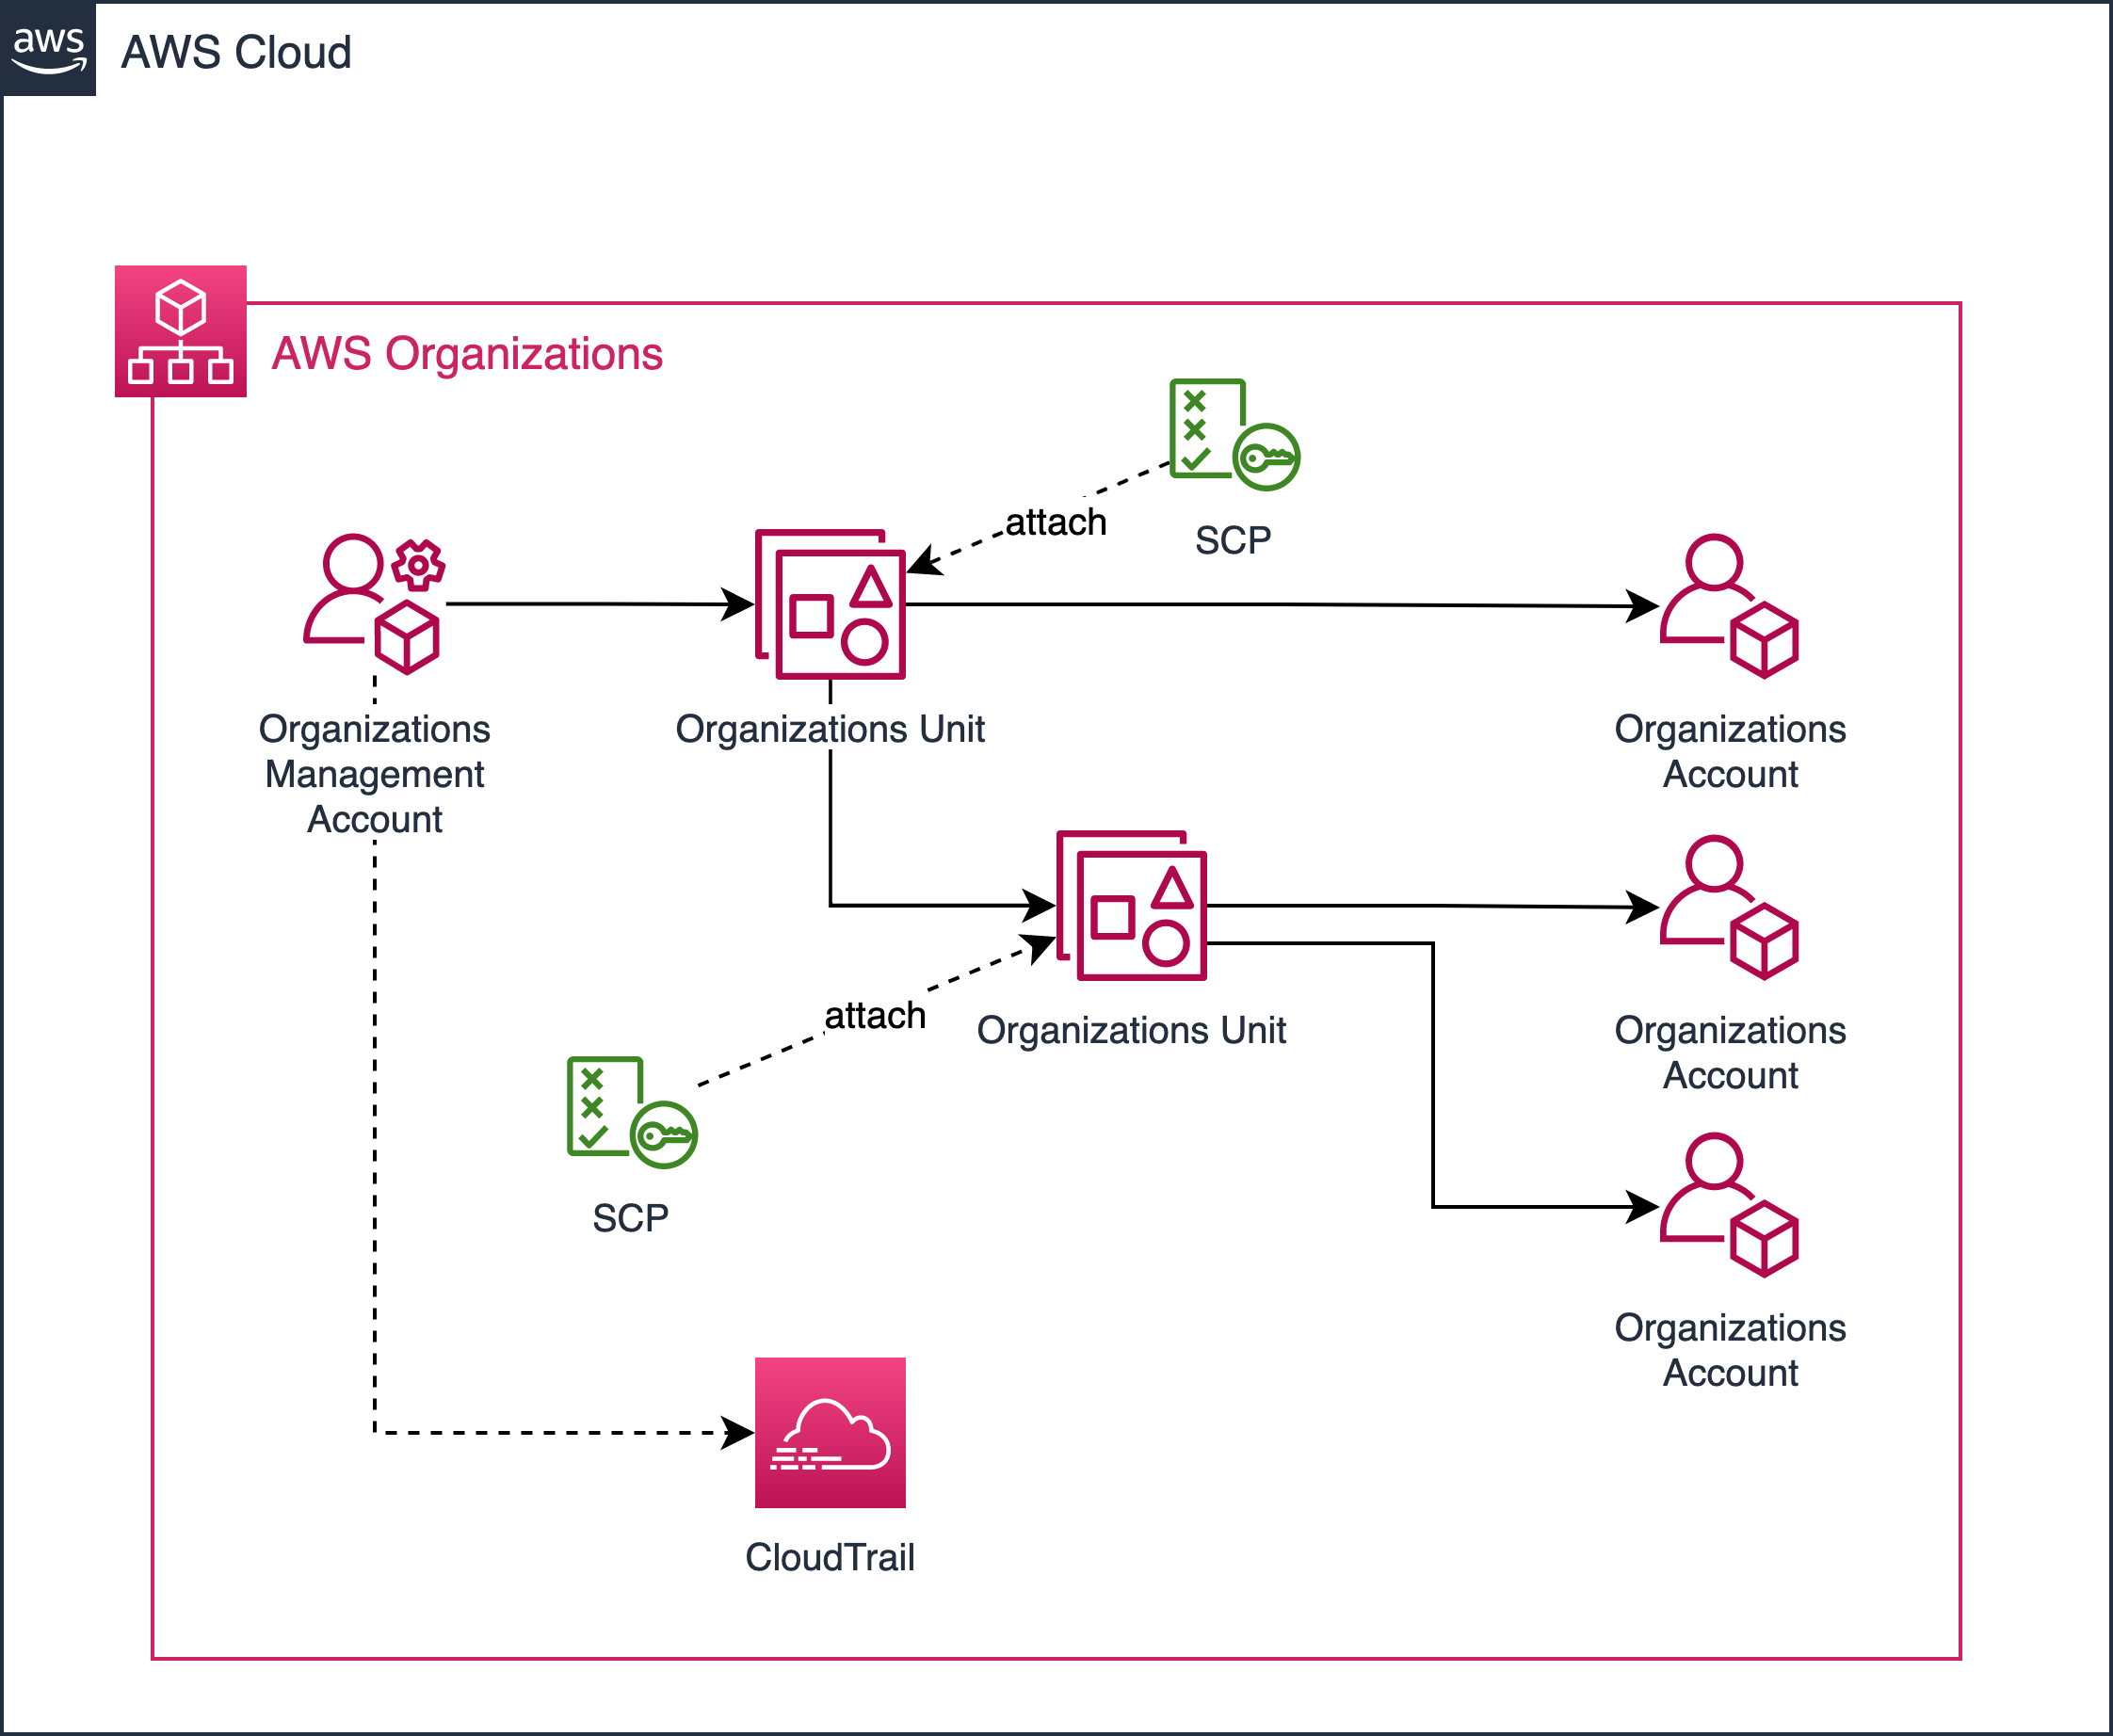 aws
AWS Cloud
AWS Organizations
attach
SCP
Organizations
Management
Account
Organizations Unit
Organizations
Account
attach
Organizations Unit
Organizations
Account
SCP
Organizations
Account
CloudTrail